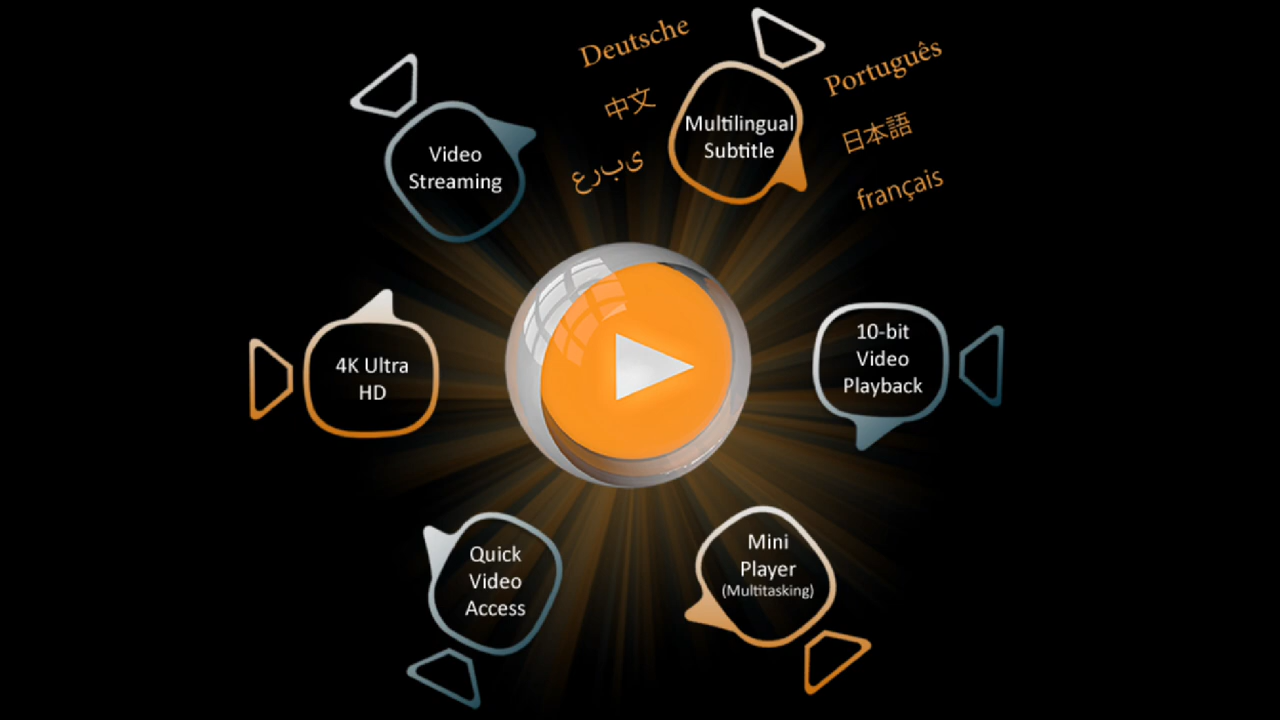 Deutsche
中文
عربى
Multilingual
Subtitle
Português
日本語
français
Video
Streaming
4K Ultra
HD
10-bit
Video
Playback
Quick
Video
Access
Mini
Player
(Multitasking)